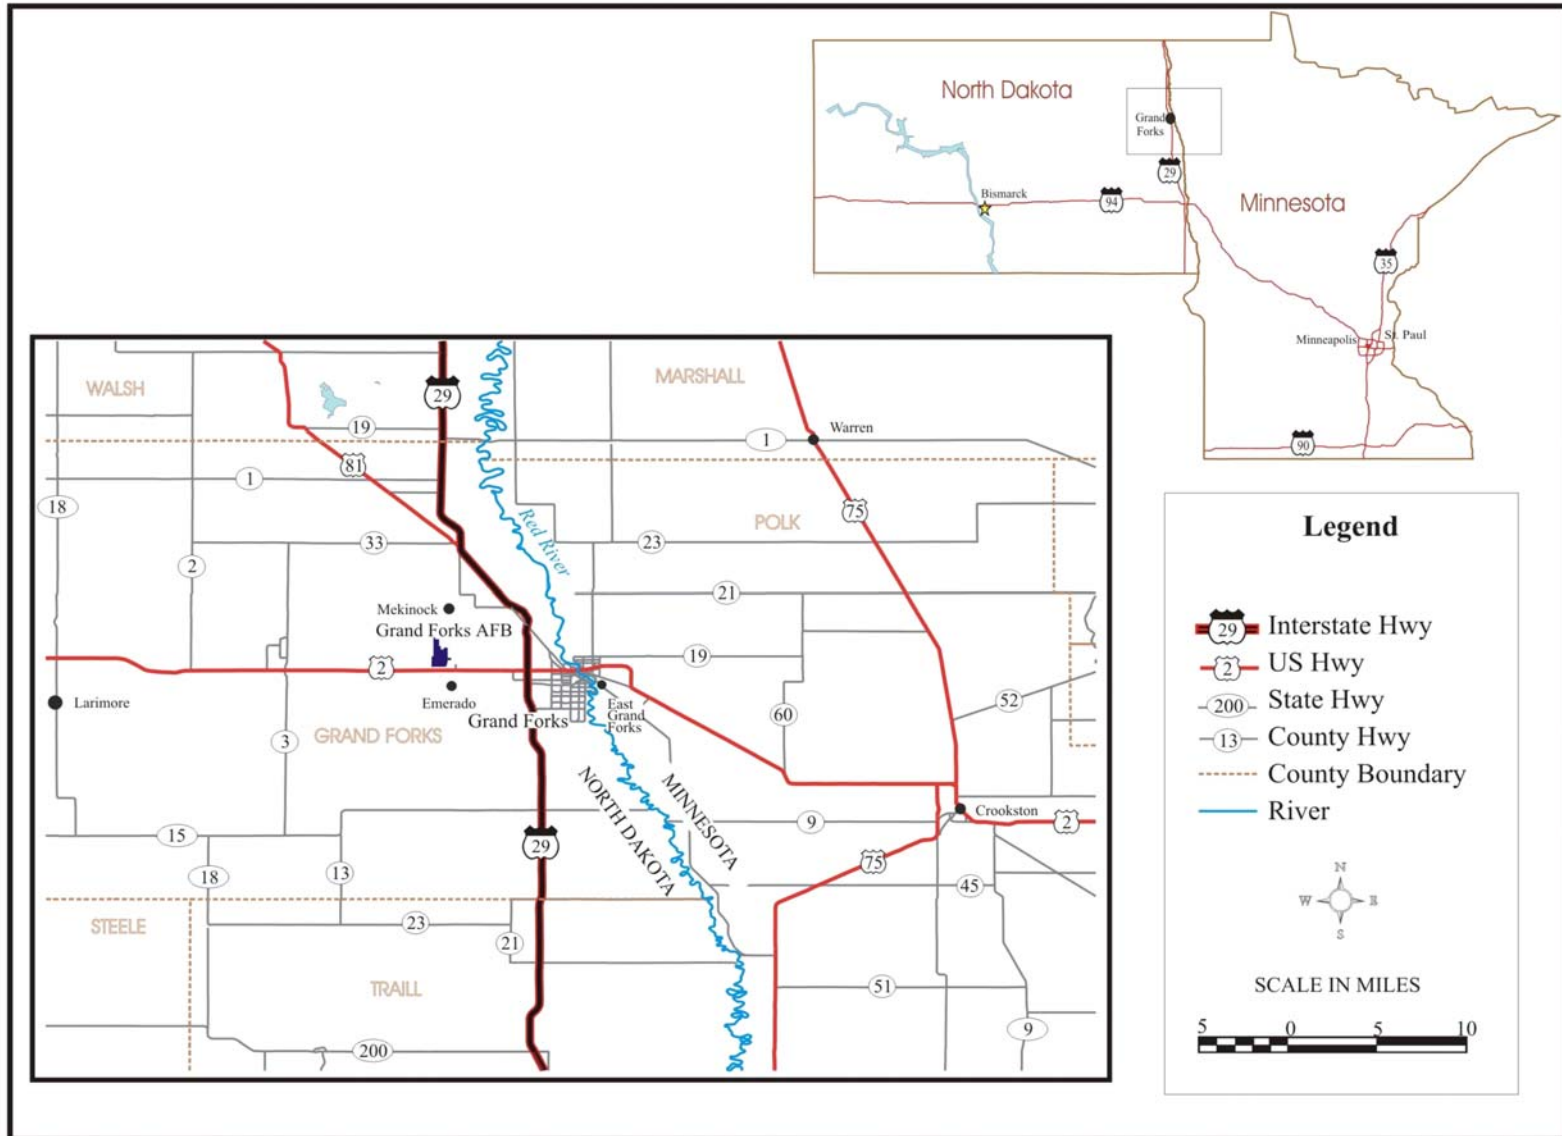 North Dakota
Grand
Forks
29
Bismarck
94
Minnesota
35
Minneapolis
St. Paul
90
WALSH
MARSHALL
29
19
1
Warren
81
1
18
75
Red River
POLK
33
23
2
21
Mekinock
Grand Forks AFB
19
2
Larimore
Emerado
East
Grand
Forks
52
60
Grand Forks
GRAND FORKS
3
NORTH DAKOTA
MINNESOTA
Crookston
9
2
15
29
75
18
13
45
STEELE
23
21
TRAILL
51
9
200
Legend
29 Interstate Hwy
2 US Hwy
200 State Hwy
13 County Hwy
County Boundary
River
N
W E
S
SCALE IN MILES
5 0 5 10